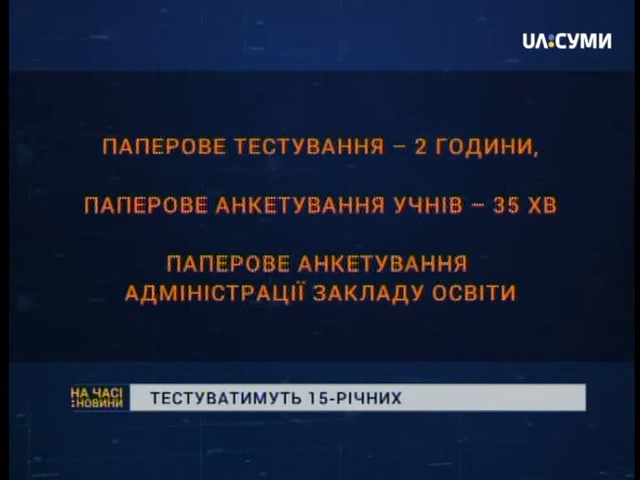 UA:СУМИ
ПАПЕРОВЕ ТЕСТУВАННЯ – 2 ГОДИНИ,
ПАПЕРОВЕ АНКЕТУВАННЯ УЧНІВ – 35 ХВ
ПАПЕРОВЕ АНКЕТУВАННЯ
АДМІНІСТРАЦІЇ ЗАКЛАДУ ОСВІТИ
НА ЧАСІ
:НОВИНИ
ТЕСТУВАТИМУТЬ 15-РІЧНИХ